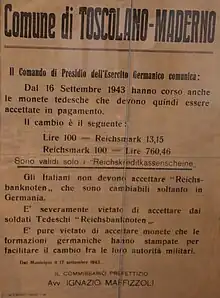 Comune di TOSCOLANO-MADERNO
Il Comando di Presidio dell'Esercito Germanico comunica:
Dal 16 Settembre 1943 hanno corso anche
le monete tedesche che devono quindi essere
accettate in pagamento.
Il cambio è il seguente:
Lire 100 — Reichsmark 13,15
Reichsmark 100 — Lire 760,46
Sono validi solo i "Reichskreditkassenscheine"
Gli Italiani non devono accettare "Reichs-
banknoten", che sono cambiabili soltanto in
Germania.
E' severamente vietato di accettare dai
soldati Tedeschi "Reichsbanknoten".
E' pure vietato di accettare monete che
le formazioni germaniche hanno stampate per
facilitare il cambio fra le loro autorità militari.
Dal Municipio il 17 settembre 1943.
IL COMMISSARIO PREFETTIZIO
Avv. IGNAZIO MAFFIZZOLI